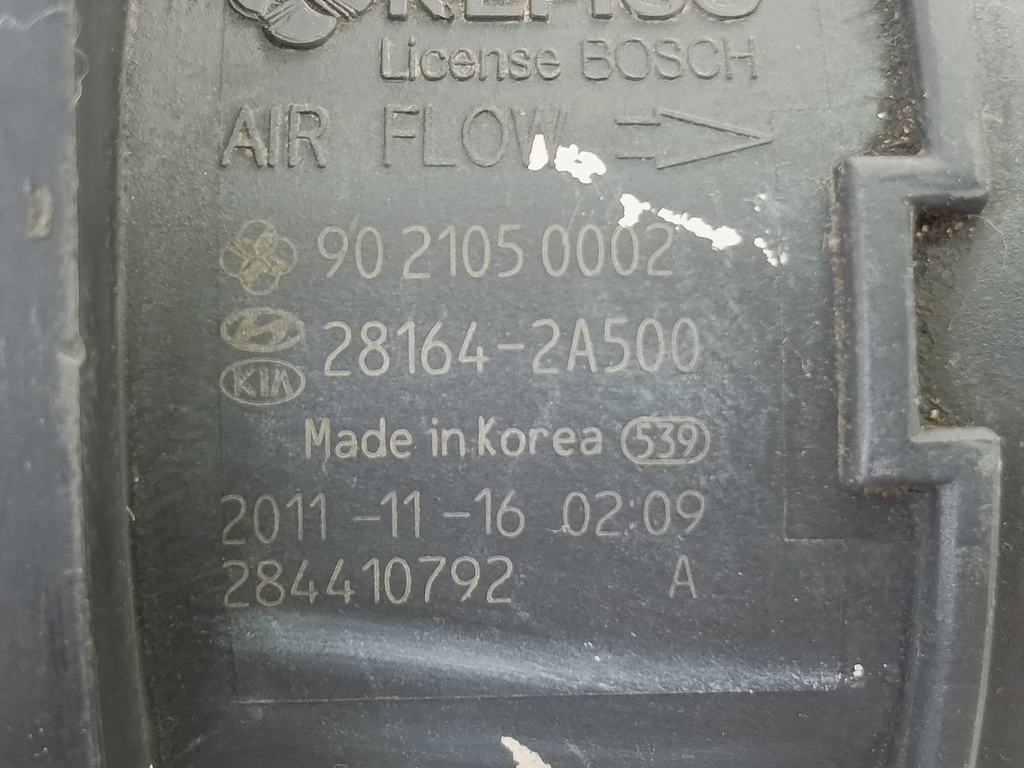 License BOSCH
AIR FLOW
90 2105 0002
28164-2A500
KIA
Made in Korea 539
2011-11-16 02:09
284410792 A